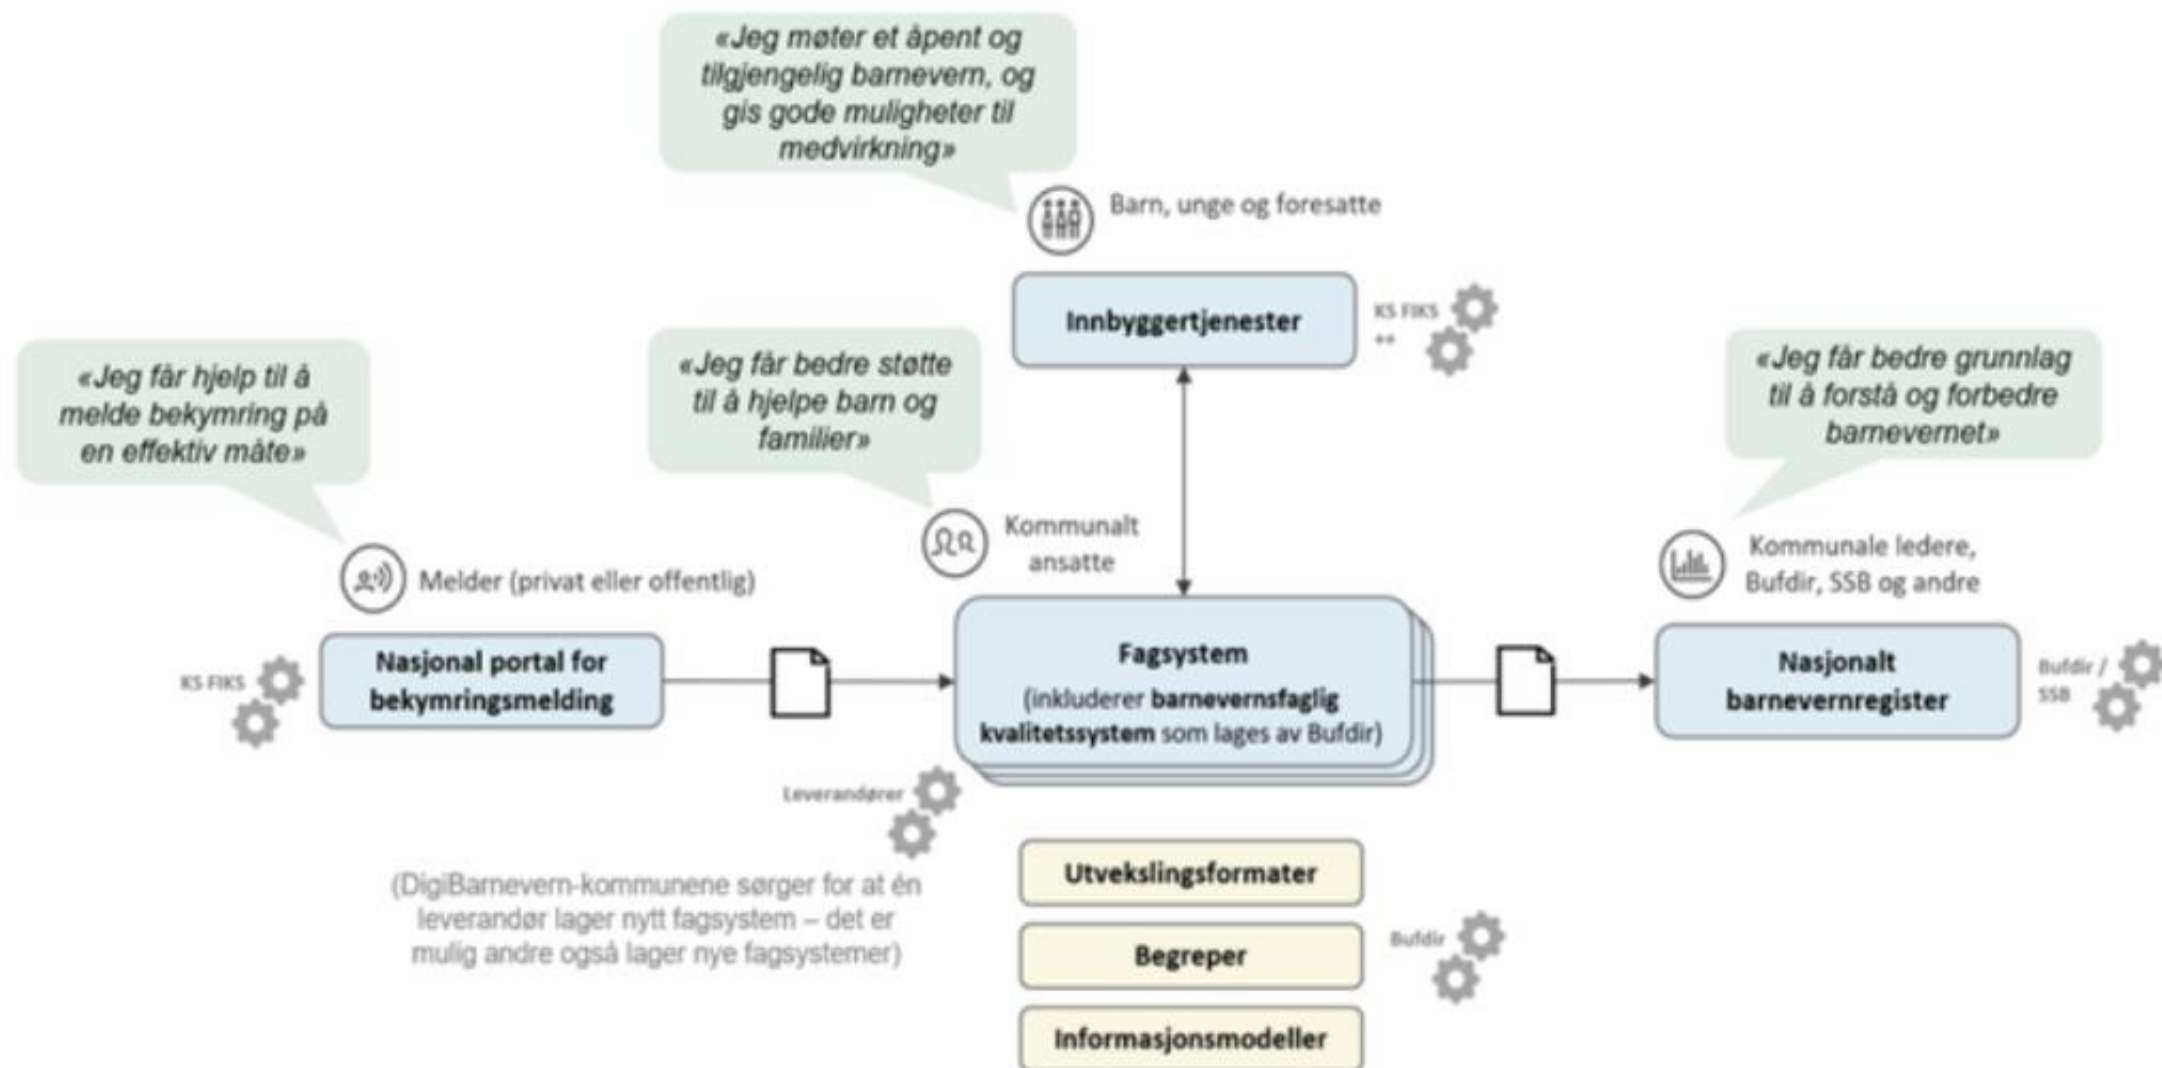 «Jeg møter et åpent og
tilgjengelig barnevern, og
gis gode muligheter til
medvirkning»
Barn, unge og foresatte
Innbyggertjenester
KS FIKS
++
«Jeg får hjelp til å
melde bekymring på
en effektiv måte»
«Jeg får bedre støtte
til å hjelpe barn og
familier»
«Jeg får bedre grunnlag
til å forstå og forbedre
barnevernet»
Melder (privat eller offentlig)
Kommunalt
ansatte
Kommunale ledere,
Bufdir, SSB og andre
KS FIKS
Nasjonal portal for
bekymringsmelding
Fagsystem
(inkluderer barnevernsfaglig
kvalitetssystem som lages av Bufdir)
Nasjonalt
barnevernregister
Bufdir /
SSB
Leverandører
(DigiBarnevern-kommunene sørger for at én
leverandør lager nytt fagsystem – det er
mulig andre også lager nye fagsystemer)
Utvekslingsformater
Begreper
Bufdir
Informasjonsmodeller